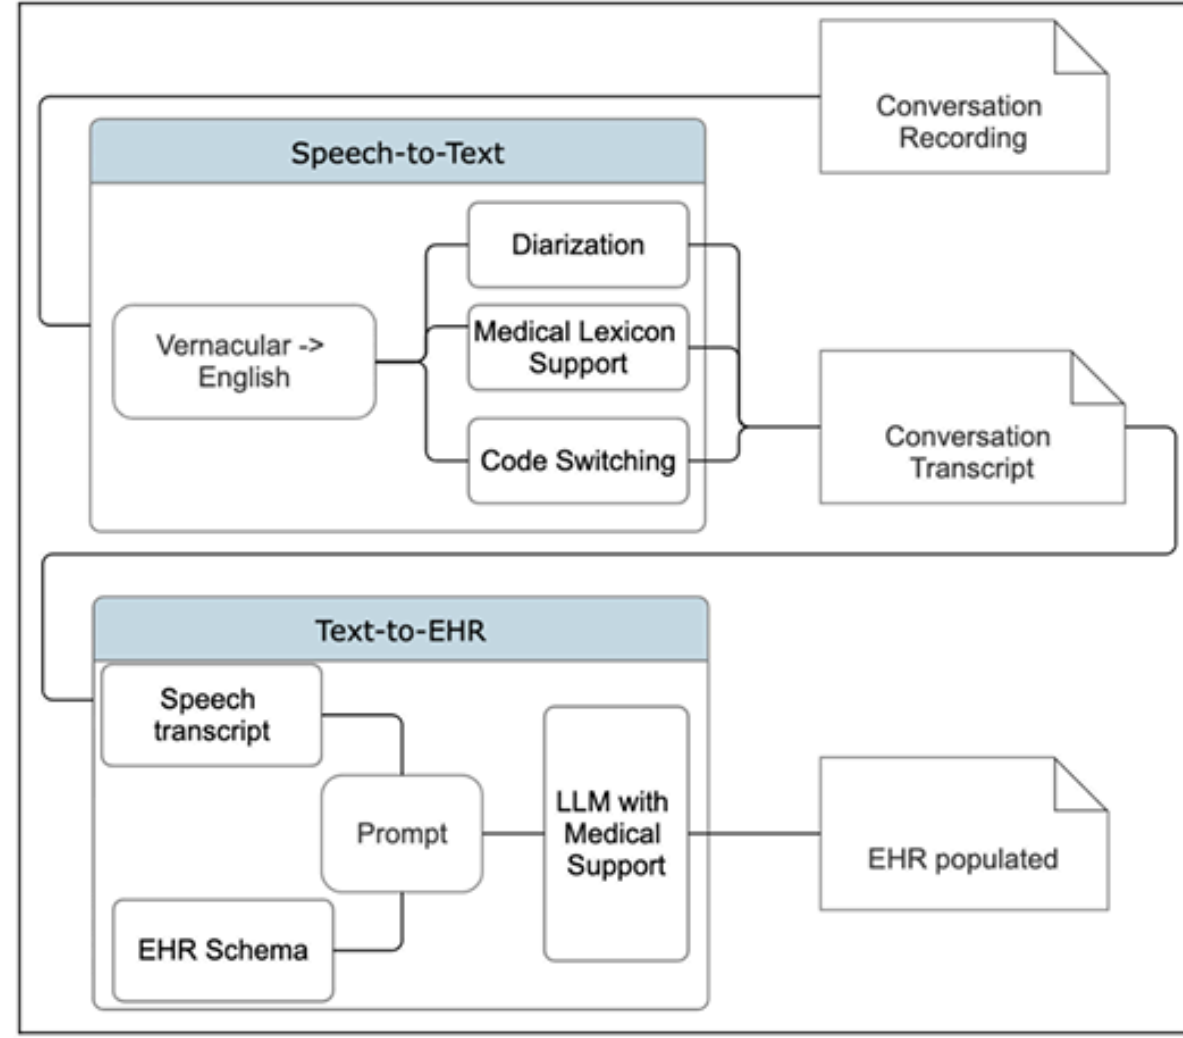 Conversation
Recording
Speech-to-Text
Vernacular ->
English
Diarization
Medical Lexicon
Support
Code Switching
Conversation
Transcript
Text-to-EHR
Speech
transcript
EHR Schema
Prompt
LLM with
Medical
Support
EHR populated